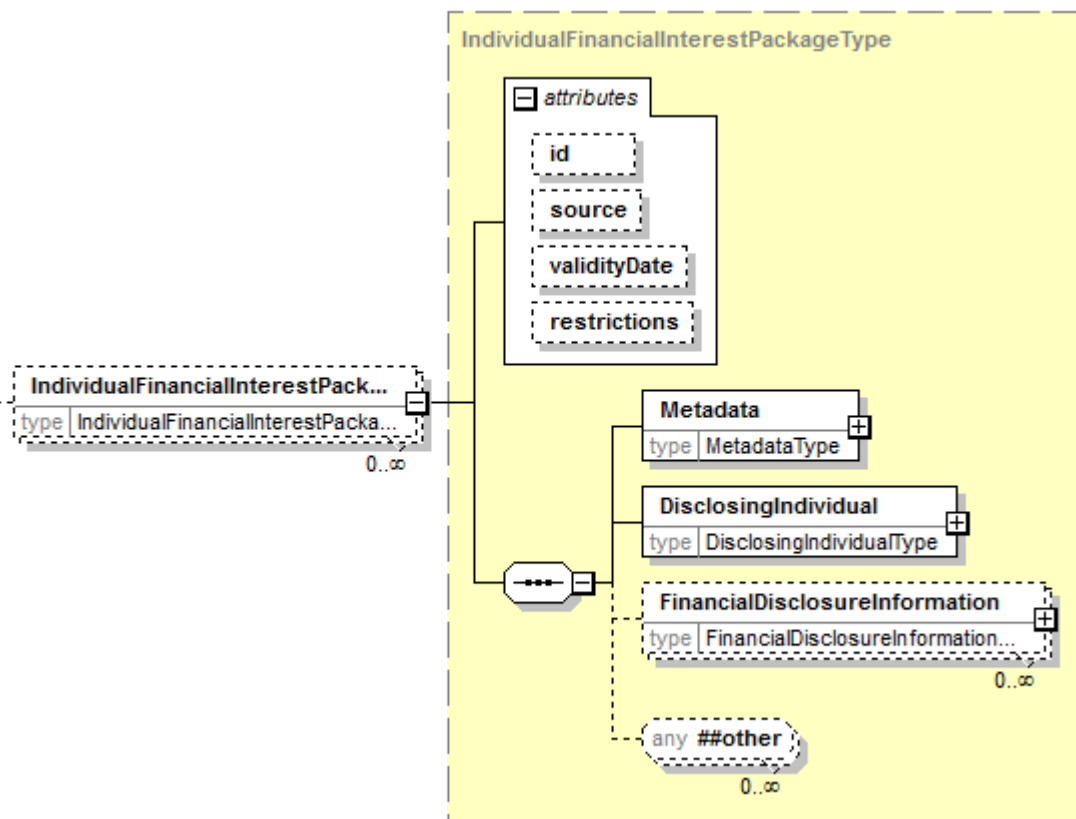 IndividualFinancialInterestPackageType
attributes
id
source
validityDate
restrictions
IndividualFinancialInterestPack...
type IndividualFinancialInterestPacka...
0..∞
Metadata
type MetadataType
DisclosingIndividual
type DisclosingIndividualType
FinancialDisclosureInformation
type FinancialDisclosureInformation...
0..∞
any ##other
0..∞